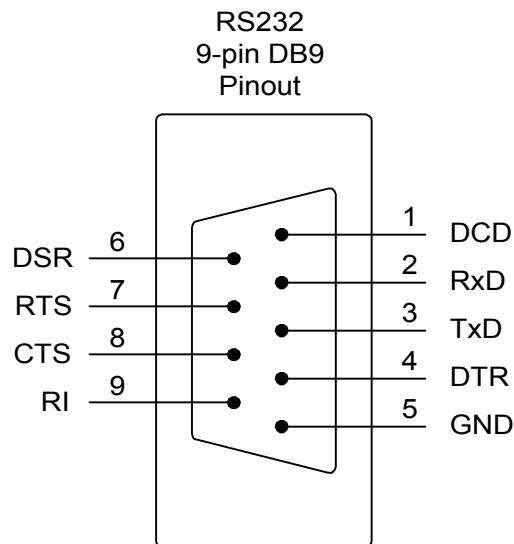 RS232
9-pin DB9
Pinout
1 DCD
DSR 6
2 RxD
RTS 7
3 TxD
CTS 8
4 DTR
RI 9
5 GND